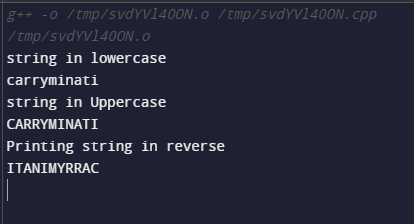 g++ -o /tmp/svdYVl4OON.o /tmp/svdYVl4OON.cpp
/tmp/svdYVl4OON.o
string in lowercase
carryminati
string in Uppercase
CARRYMINATI
Printing string in reverse
ITANIMYRRAC